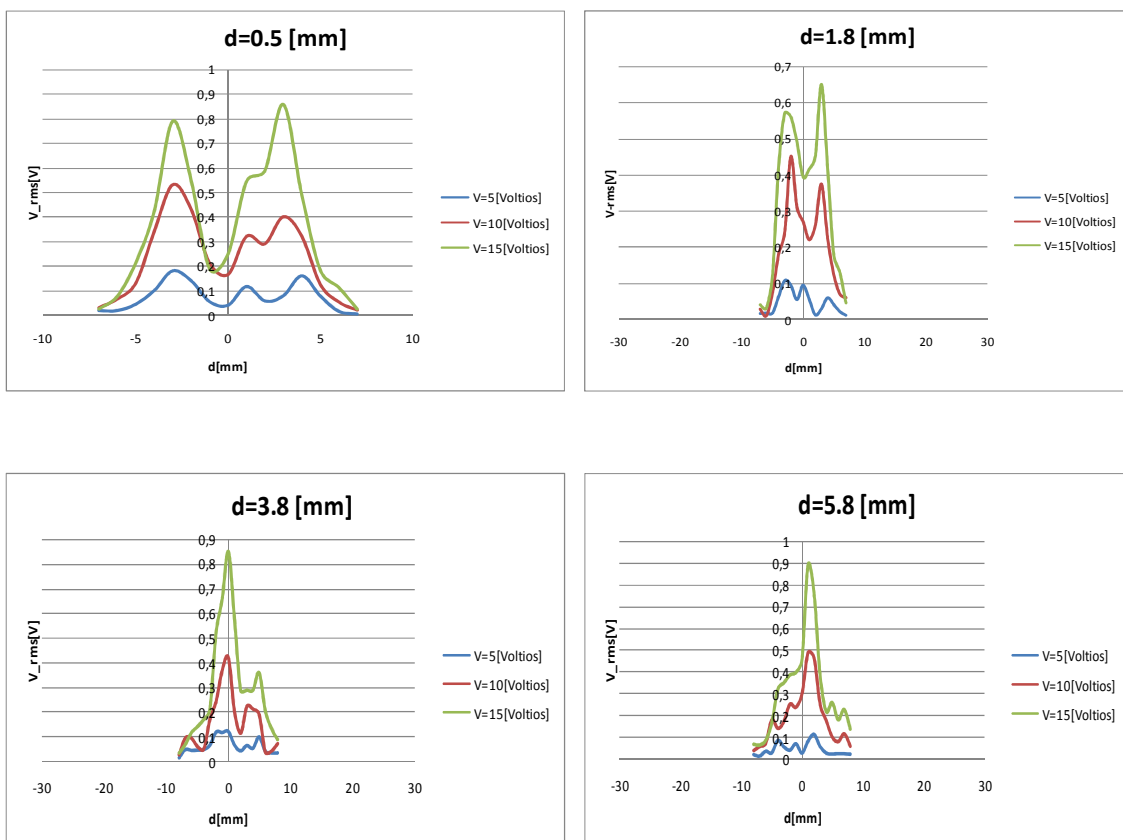 d=0.5 [mm]
V_rms[V]
1
0,9
0,8
0,7
0,6
0,5
0,4
0,3
0,2
0,1
0
-10
-5
0
5
10
d[mm]
V=5[Voltios]
V=10[Voltios]
V=15[Voltios]
d=1.8 [mm]
V-rms[V]
0,7
0,6
0,5
0,4
0,3
0,2
0,1
0
-30
-20
-10
0
10
20
30
d[mm]
V=5[Voltios]
V=10[Voltios]
V=15[Voltios]
d=3.8 [mm]
V_rms[V]
0,9
0,8
0,7
0,6
0,5
0,4
0,3
0,2
0,1
0
-30
-20
-10
0
10
20
30
d[mm]
V=5[Voltios]
V=10[Voltios]
V=15[Voltios]
d=5.8 [mm]
V_rms[V]
1
0,9
0,8
0,7
0,6
0,5
0,4
0,3
0,2
0,1
0
-30
-20
-10
0
10
20
30
d[mm]
V=5[Voltios]
V=10[Voltios]
V=15[Voltios]